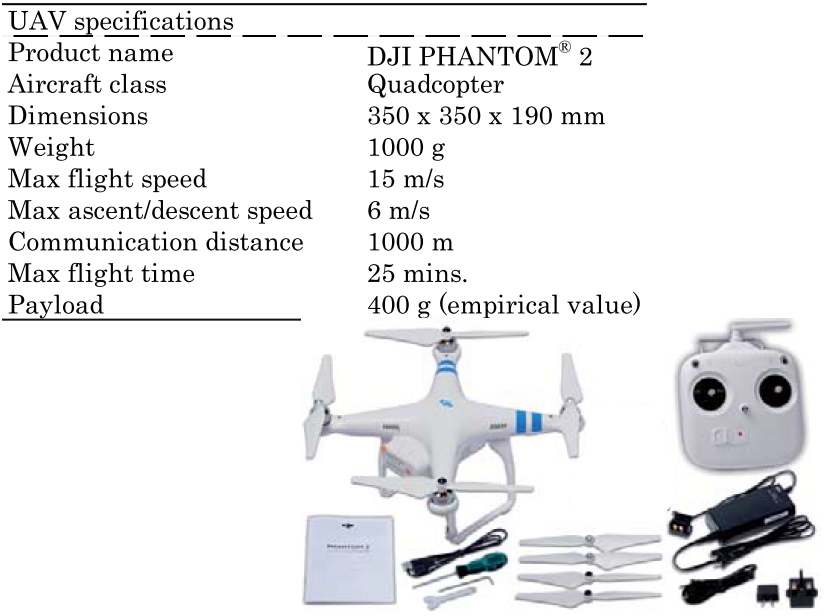 UAV specifications
Product name DJI PHANTOM® 2
Aircraft class Quadcopter
Dimensions 350 x 350 x 190 mm
Weight 1000 g
Max flight speed 15 m/s
Max ascent/descent speed 6 m/s
Communication distance 1000 m
Max flight time 25 mins.
Payload 400 g (empirical value)
PHANTOM 2